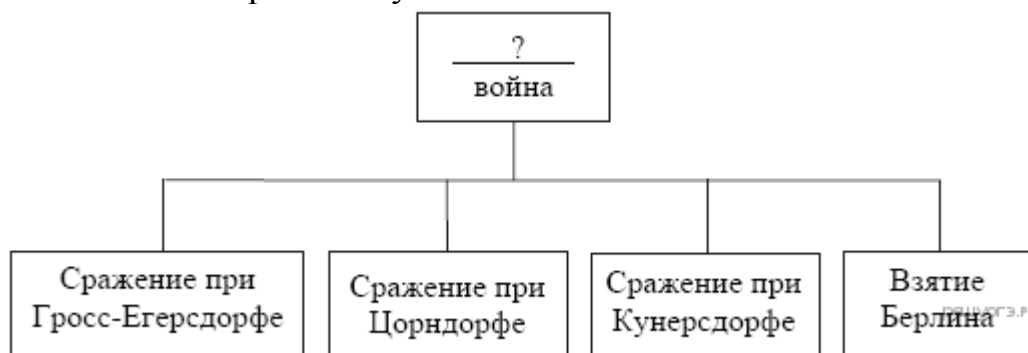 ?
война
Сражение при
Гросс-Егерсдорфе
Сражение при
Цорндорфе
Сражение при
Кунерсдорфе
Взятие
Берлина